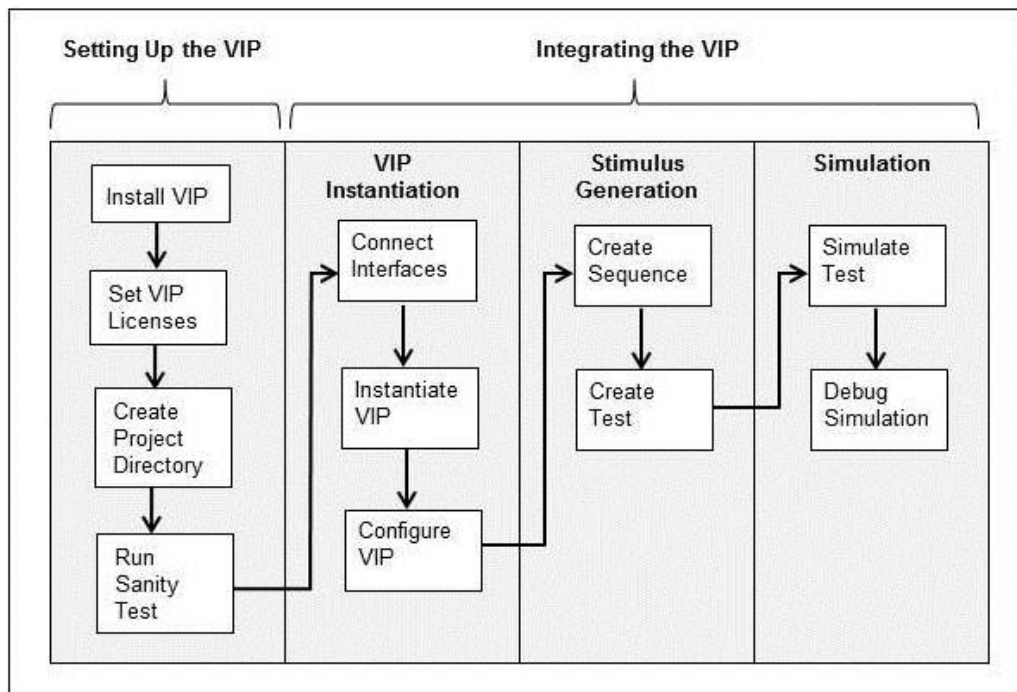 Setting Up the VIP
Integrating the VIP
Install VIP
Set VIP
Licenses
Create
Project
Directory
Run
Sanity
Test
VIP
Instantiation
Connect
Interfaces
Instantiate
VIP
Configure
VIP
Stimulus
Generation
Create
Sequence
Create
Test
Simulation
Simulate
Test
Debug
Simulation